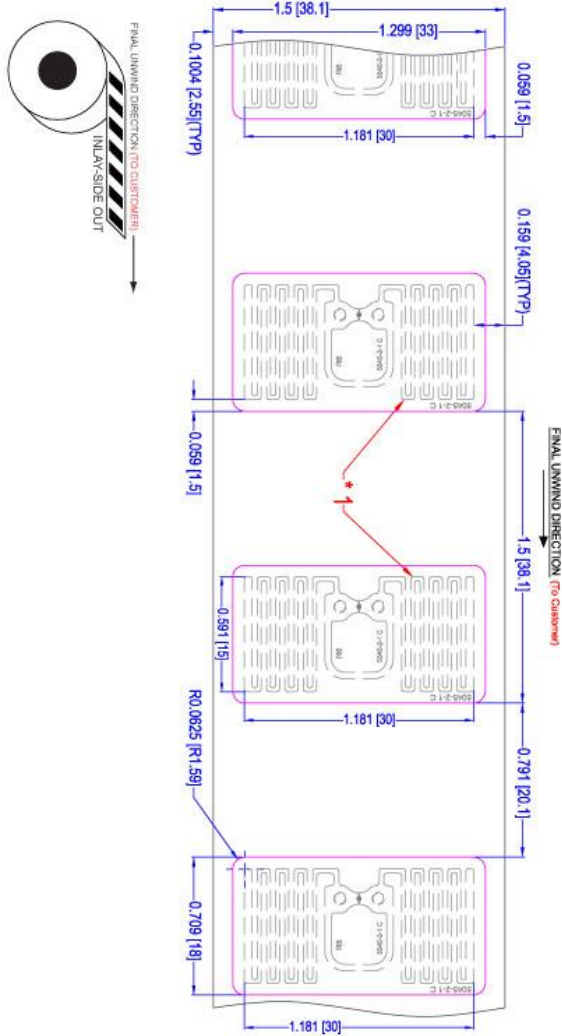 1.5 [38.1]
1.299 [33]
0.1004 [2.55](TYP)
0.059 [1.5]
1.181 [30]
FINAL UNWIND DIRECTION (TO CUSTOMER)
INLAY-SIDE OUT
0.159 [4.05](TYP)
5045-2-1 C
FINAL UNWIND DIRECTION (To Customer)
0.059 [1.5]
1.5 [38.1]
* 1
0.591 [15]
1.181 [30]
0.791 [20.1]
R0.0625 [R1.59]
0.709 [18]
1.181 [30]